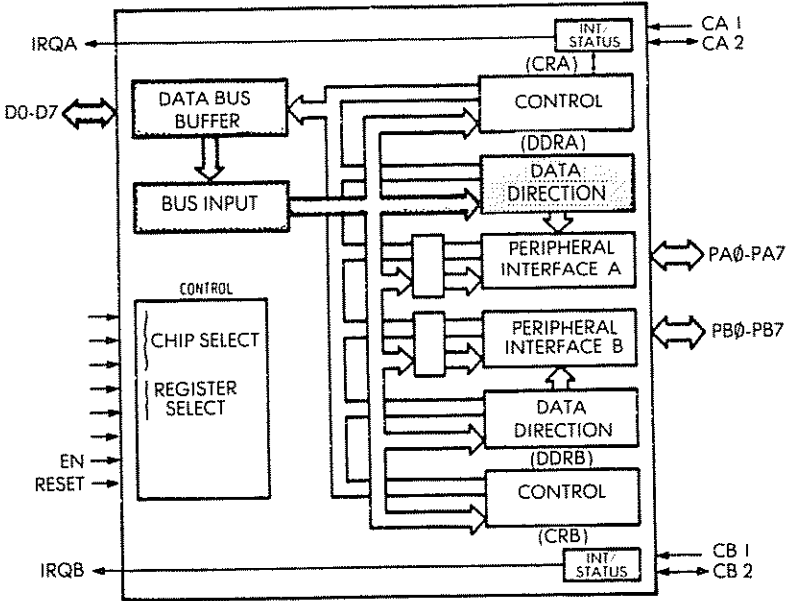 IRQA
INT/
STATUS
CA 1
CA 2
(CRA)
D0-D7
DATA BUS
BUFFER
CONTROL
(DDRA)
BUS INPUT
DATA
DIRECTION
PERIPHERAL
INTERFACE A
PAØ-PA7
CONTROL
CHIP SELECT
REGISTER
SELECT
PERIPHERAL
INTERFACE B
PBØ-PB7
DATA
DIRECTION
EN
RESET
(DDRB)
CONTROL
(CRB)
IRQB
INT/
STATUS
CB 1
CB 2